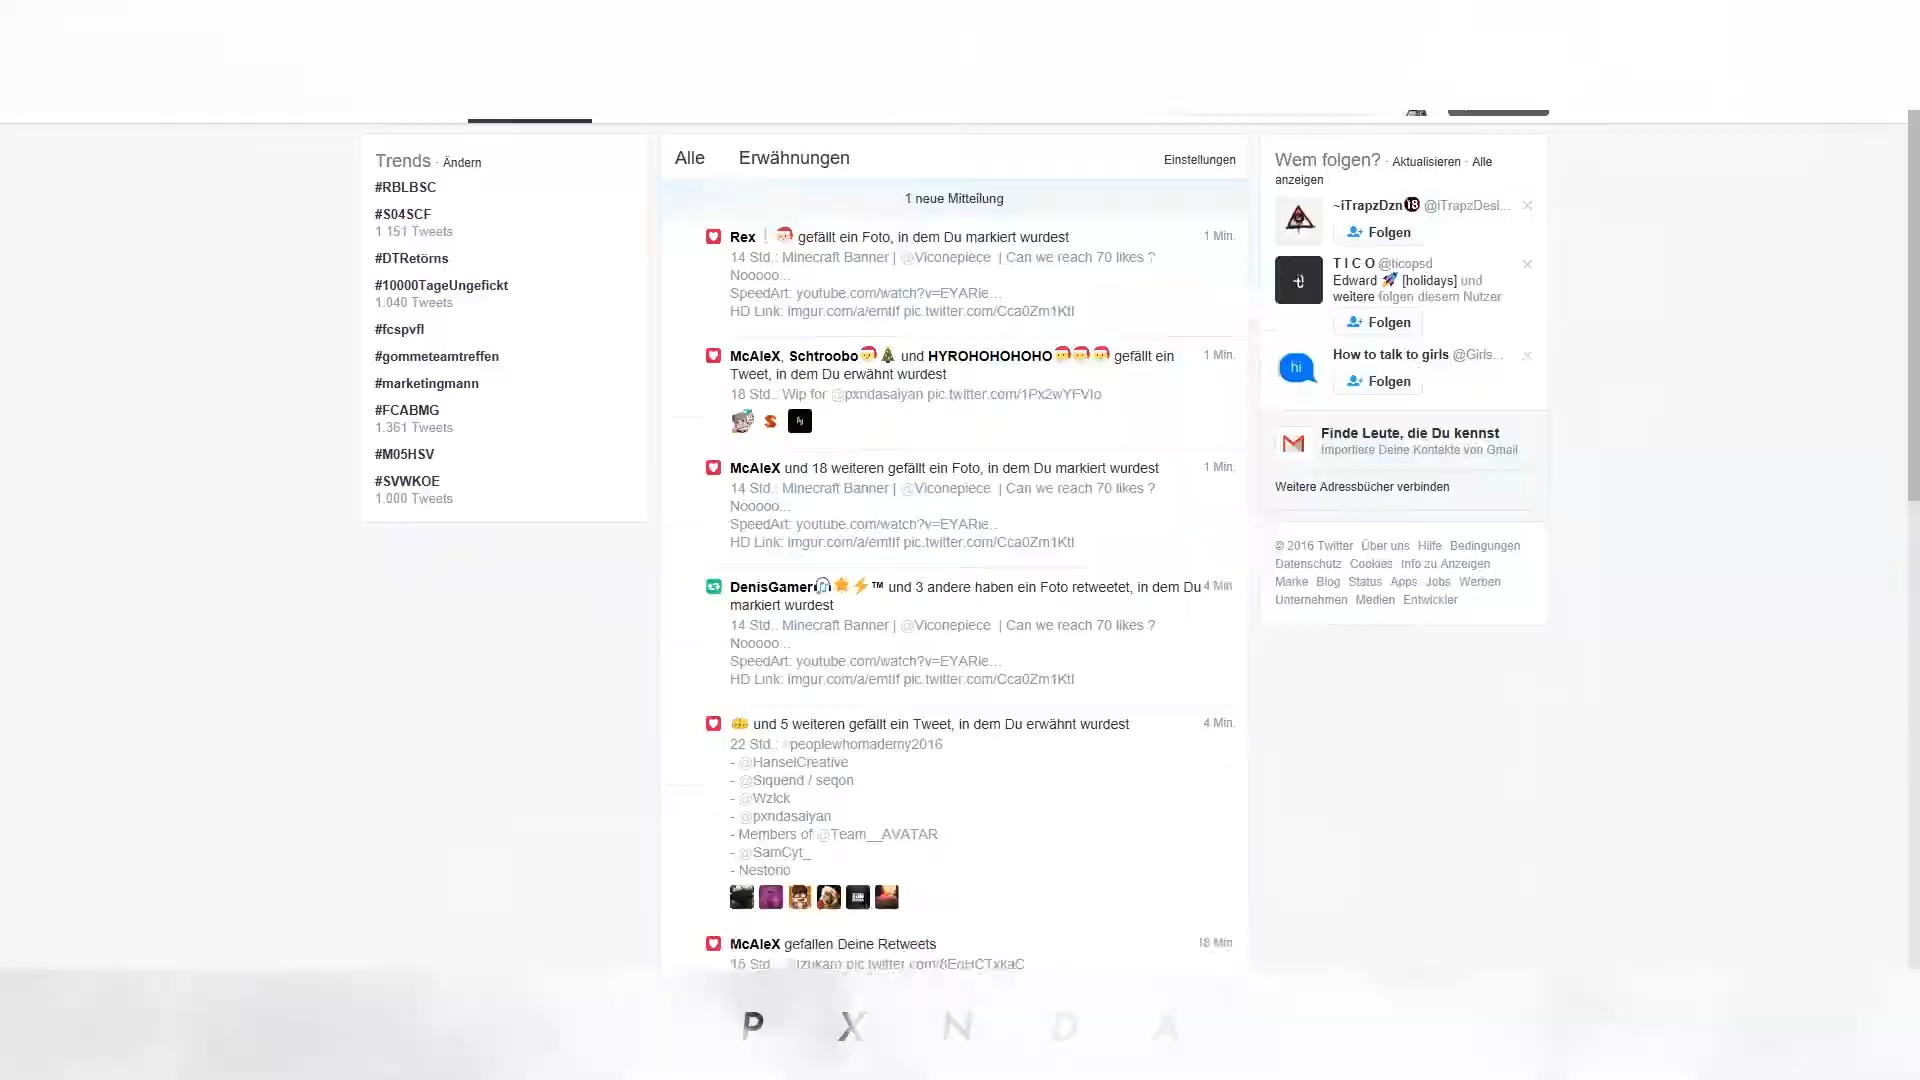 Trends · Ändern
#RBLBSC
#S04SCF
1 151 Tweets
#DTRetörns
#10000TageUngefickt
1.040 Tweets
#fcspvfl
#gommeteamtreffen
#marketingmann
#FCABMG
1.361 Tweets
#M05HSV
#SVWKOE
1.000 Tweets
Alle Erwähnungen Einstellungen
1 neue Mitteilung
Rex❕🎅 gefällt ein Foto, in dem Du markiert wurdest 1 Min.
14 Std.: Minecraft Banner | @Viconepiece | Can we reach 70 likes ?
Nooooo...
SpeedArt: youtube.com/watch?v=EYARie…
HD Link: imgur.com/a/emtIf pic.twitter.com/Cca0Zm1KtI
McAleX, Schtroobo🎅🎄 und HYROHOHOHOHO🎅🎅🎅 gefällt ein 1 Min.
Tweet, in dem Du erwähnt wurdest
18 Std.: Wip for @pxndasaiyan pic.twitter.com/1Px2wYFVIo
McAleX und 18 weiteren gefällt ein Foto, in dem Du markiert wurdest 1 Min.
14 Std.: Minecraft Banner | @Viconepiece | Can we reach 70 likes ?
Nooooo...
SpeedArt: youtube.com/watch?v=EYARie…
HD Link: imgur.com/a/emtIf pic.twitter.com/Cca0Zm1KtI
DenisGamer🎧🌟⚡™ und 3 andere haben ein Foto retweetet, in dem Du 4 Min
markiert wurdest
14 Std.: Minecraft Banner | @Viconepiece | Can we reach 70 likes ?
Nooooo...
SpeedArt: youtube.com/watch?v=EYARie…
HD Link: imgur.com/a/emtIf pic.twitter.com/Cca0Zm1KtI
👑 und 5 weiteren gefällt ein Tweet, in dem Du erwähnt wurdest 4 Min.
22 Std.: #peoplewhomademy2016
- @HanselCreative
- @Siquend / seqon
- @Wzlck
- @pxndasaiyan
- Members of @Team__AVATAR
- @SamCyt_
- Nestorio
McAleX gefallen Deine Retweets 18 Min
Wem folgen? · Aktualisieren · Alle
anzeigen
~iTrapzDzn🔞 @iTrapzDesi...
Folgen
T I C O @ticopsd
Edward 🚀 [holidays] und
weitere folgen diesem Nutzer
Folgen
hi
How to talk to girls @Girls...
Folgen
Finde Leute, die Du kennst
Importiere Deine Kontakte von Gmail
Weitere Adressbücher verbinden
© 2016 Twitter Über uns Hilfe Bedingungen
Datenschutz Cookies Info zu Anzeigen
Marke Blog Status Apps Jobs Werben
Unternehmen Medien Entwickler
P X N D A